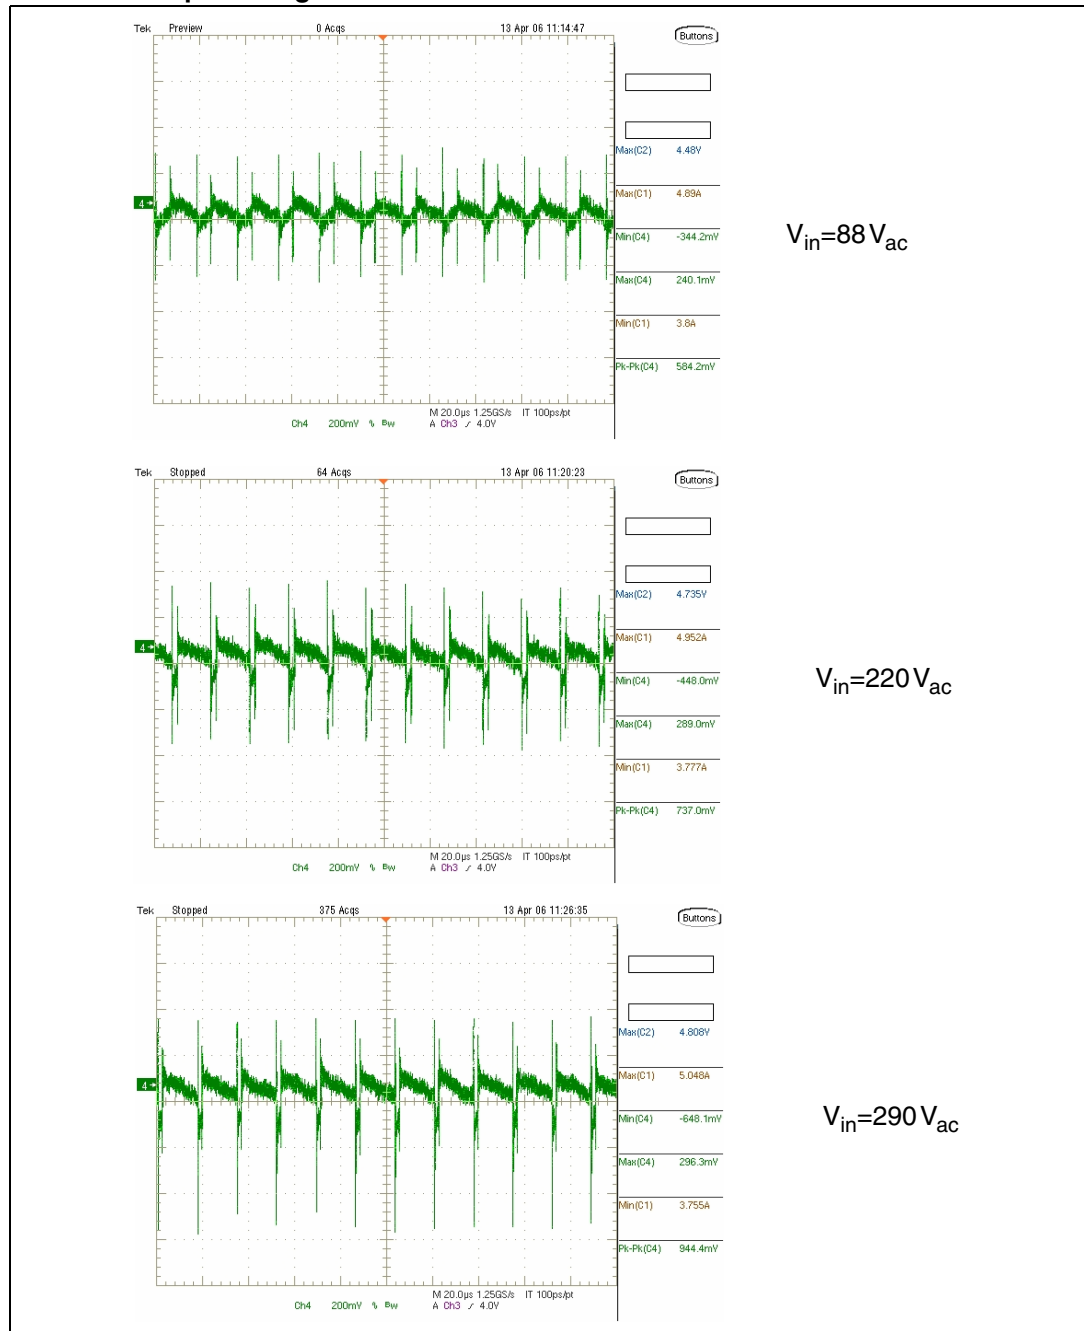 Tek Preview 0 Acqs 13 Apr 06 11:14:47
Buttons
Max(C2) 4.48V
Max(C1) 4.89A
4
Min(C4) -344.2mV
Vin=88 Vac
Max(C4) 240.1mV
Min(C1) 3.8A
Pk-Pk(C4) 584.2mV
M 20.0µs 1.25GS/s IT 100ps/pt
Ch4 200mV % Bw A Ch3 / 4.0V
Tek Stopped 64 Acqs 13 Apr 06 11:20:23
Buttons
Max(C2) 4.735V
Max(C1) 4.952A
4
Min(C4) -448.0mV
Vin=220 Vac
Max(C4) 289.0mV
Min(C1) 3.777A
Pk-Pk(C4) 737.0mV
M 20.0µs 1.25GS/s IT 100ps/pt
Ch4 200mV % Bw A Ch3 / 4.0V
Tek Stopped 375 Acqs 13 Apr 06 11:26:35
Buttons
Max(C2) 4.808V
Max(C1) 5.048A
4
Min(C4) -648.1mV
Vin=290 Vac
Max(C4) 296.3mV
Min(C1) 3.755A
Pk-Pk(C4) 944.4mV
M 20.0µs 1.25GS/s IT 100ps/pt
Ch4 200mV % Bw A Ch3 / 4.0V